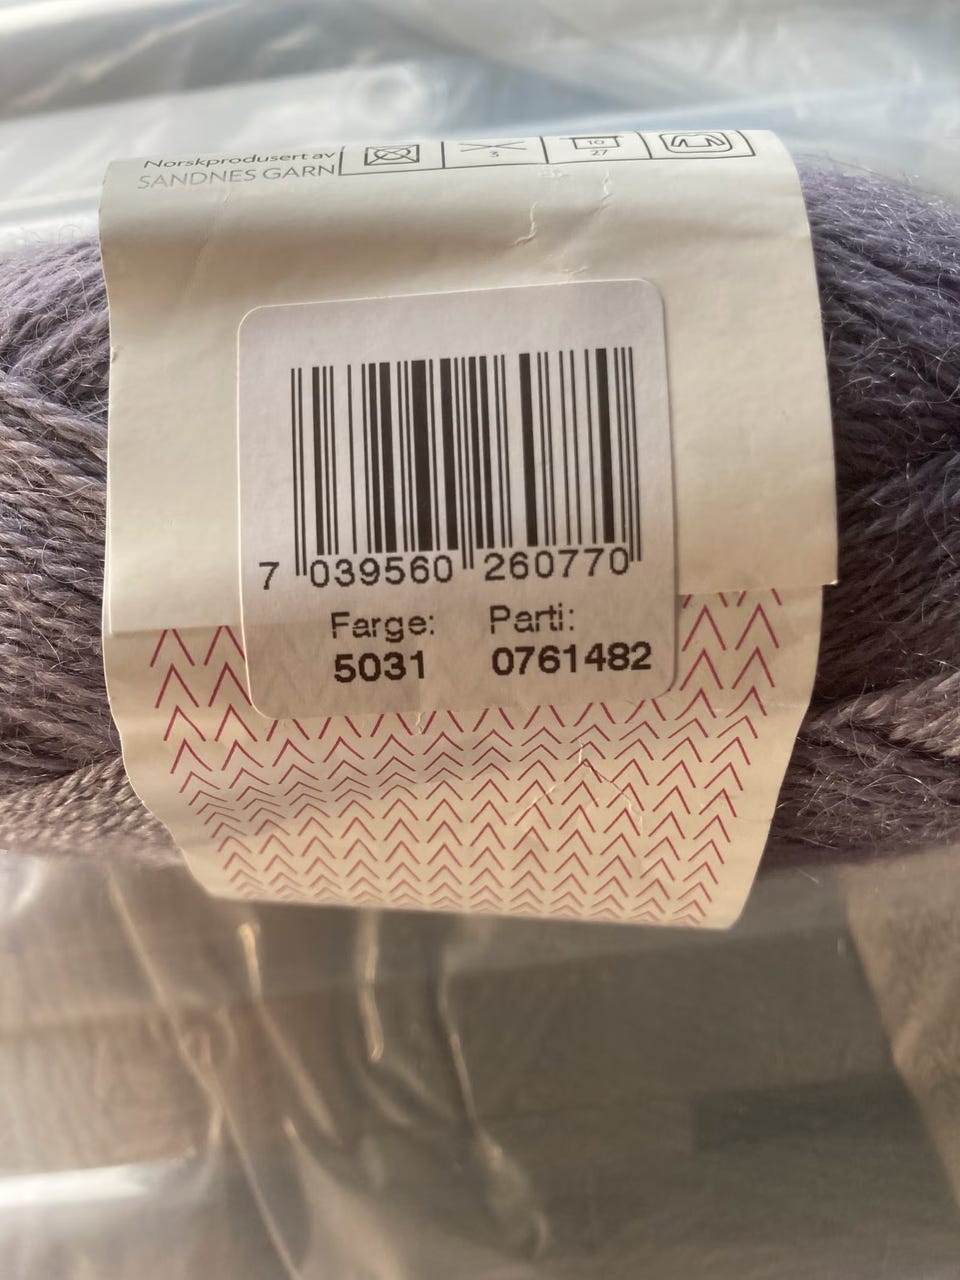 Norskprodusert av
SANDNES GARN
3
10
27
7 039560 260770
Farge: Parti:
5031 0761482